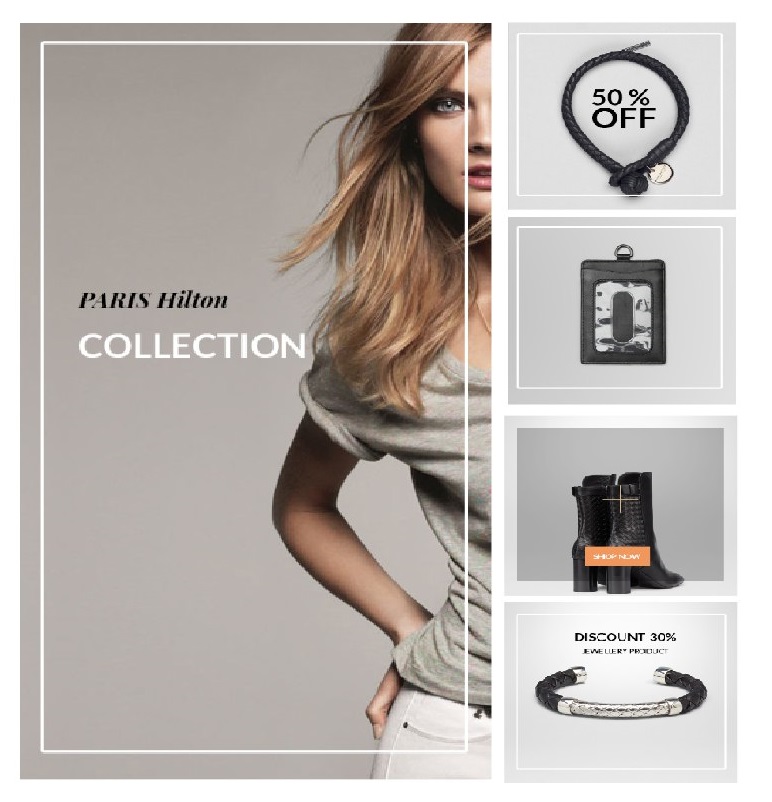 PARIS Hilton
COLLECTION
50 %
OFF
SHOP NOW
DISCOUNT 30%
JEWELLERY PRODUCT